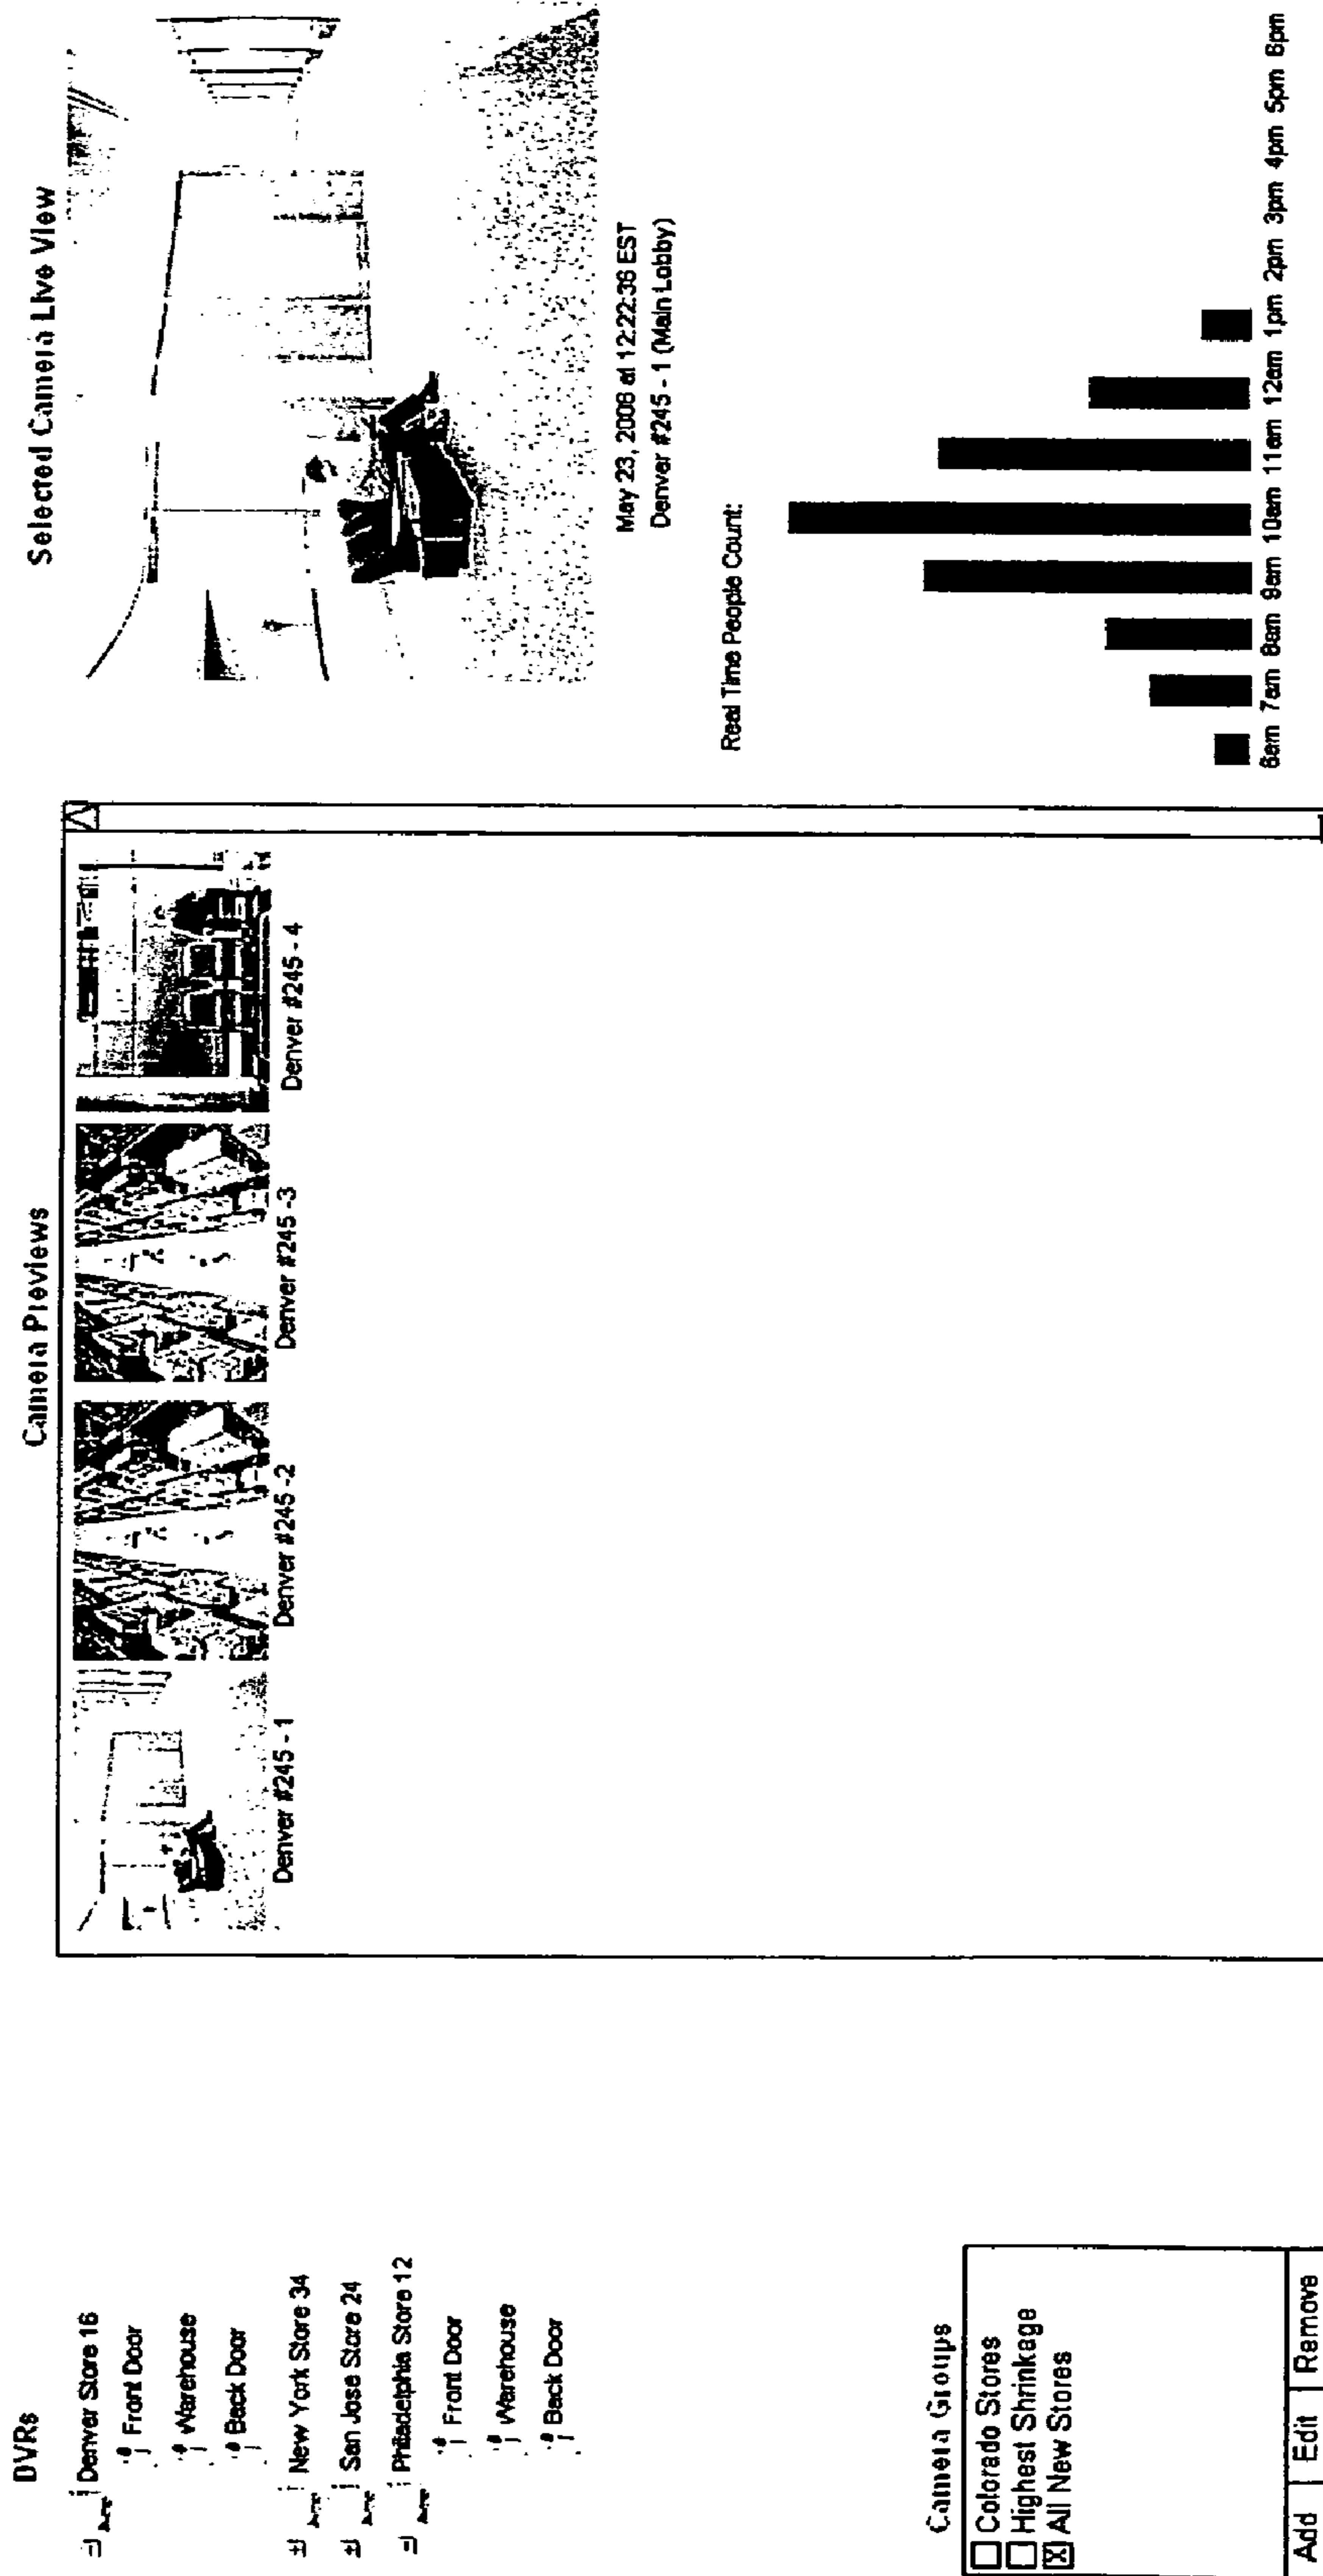 DVRs
Denver Store 16
Front Door
Warehouse
Back Door
New York Store 34
San Jose Store 24
Philadelphia Store 12
Front Door
Warehouse
Back Door
Camera Groups
Colorado Stores
Highest Shrinkage
All New Stores
Add Edit Remove
Camera Previews
Denver #245 - 1
Denver #245 -2
Denver #245 -3
Denver #245 - 4
Selected Camera Live View
May 23, 2006 at 12:22:36 EST
Denver #245 - 1 (Main Lobby)
Real Time People Count:
6am 7am 8am 9am 10am 11am 12am 1pm 2pm 3pm 4pm 5pm 6pm